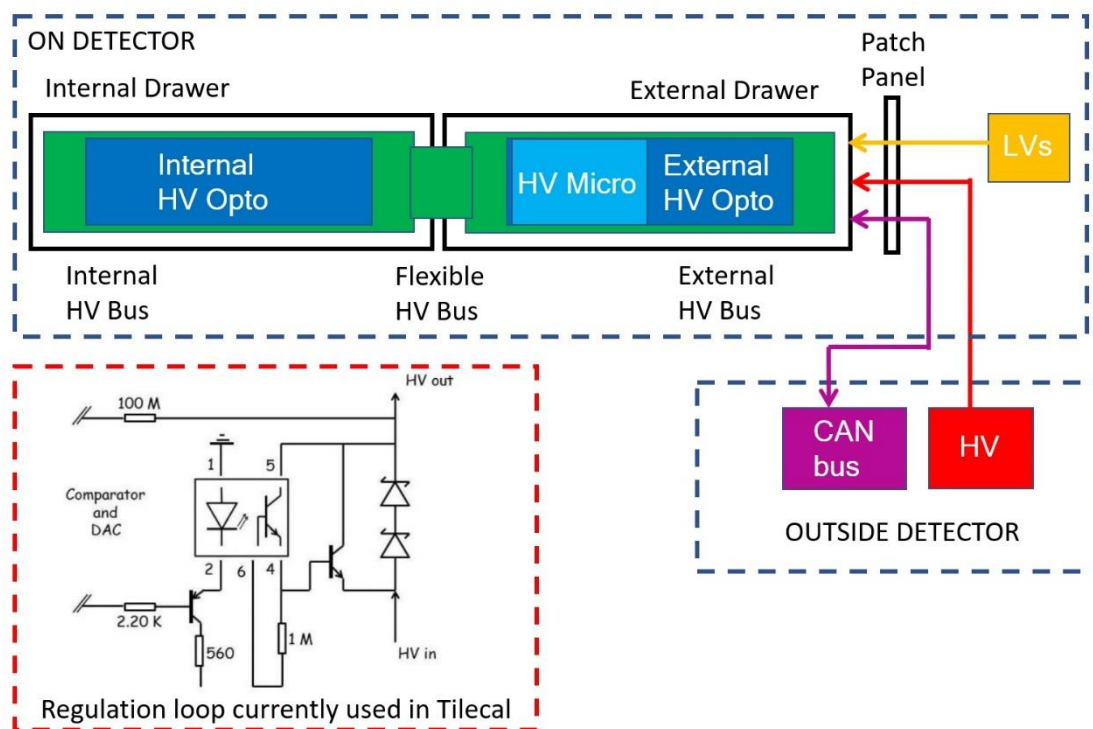 ON DETECTOR
Patch
Panel
Internal Drawer
External Drawer
LVs
Internal
HV Opto
HV Micro
External
HV Opto
Internal
HV Bus
Flexible
HV Bus
External
HV Bus
CAN
bus
HV
OUTSIDE DETECTOR
HV out
100 M
1
5
Comparator
and
DAC
2
6
4
2.20 K
560
1 M
HV in
Regulation loop currently used in Tilecal